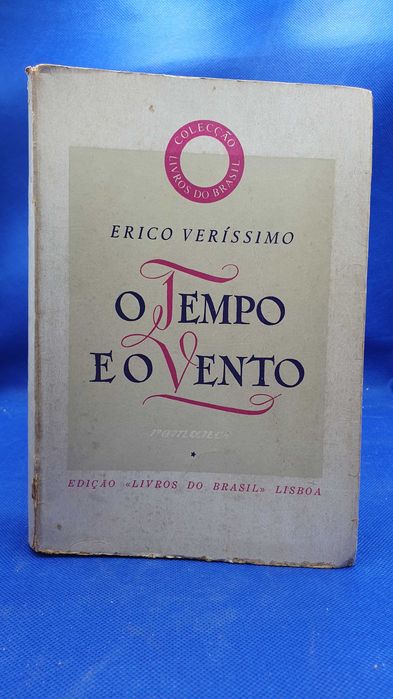 COLECÇÃO
LIVROS DO BRASIL
ERICO VERÍSSIMO
O TEMPO
E O VENTO
romance
*
EDIÇÃO «LIVROS DO BRASIL» LISBOA